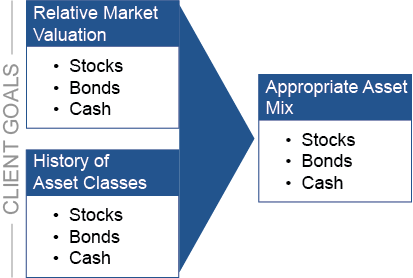 CLIENT GOALS
Relative Market
Valuation
• Stocks
• Bonds
• Cash
History of
Asset Classes
• Stocks
• Bonds
• Cash
Appropriate Asset
Mix
• Stocks
• Bonds
• Cash